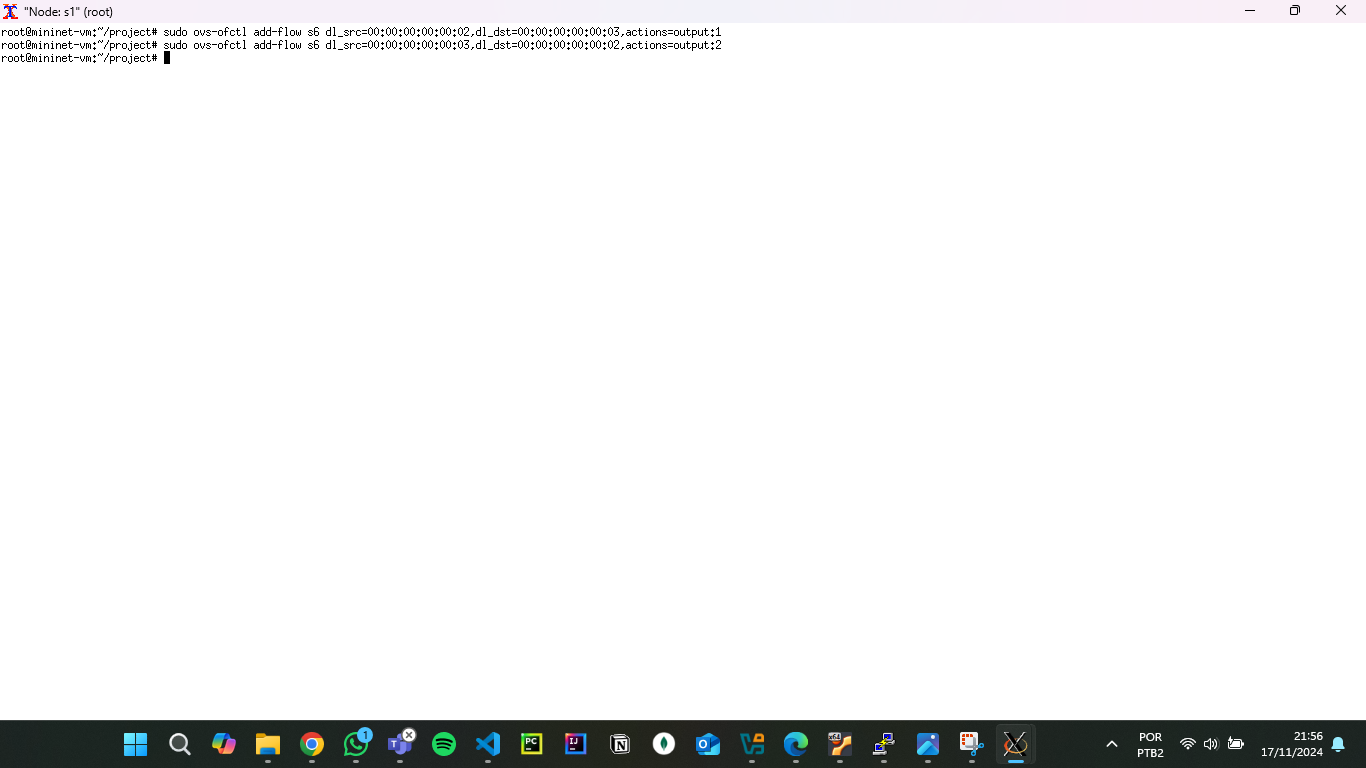 "Node: s1" (root)
root@mininet-vm:~/project# sudo ovs-ofctl add-flow s6 dl_src=00:00:00:00:00:02,dl_dst=00:00:00:00:00:03,actions=output:1
root@mininet-vm:~/project# sudo ovs-ofctl add-flow s6 dl_src=00:00:00:00:00:03,dl_dst=00:00:00:00:00:02,actions=output:2
root@mininet-vm:~/project#
1
PC
IJ
x64
POR
PTB2
21:56
17/11/2024